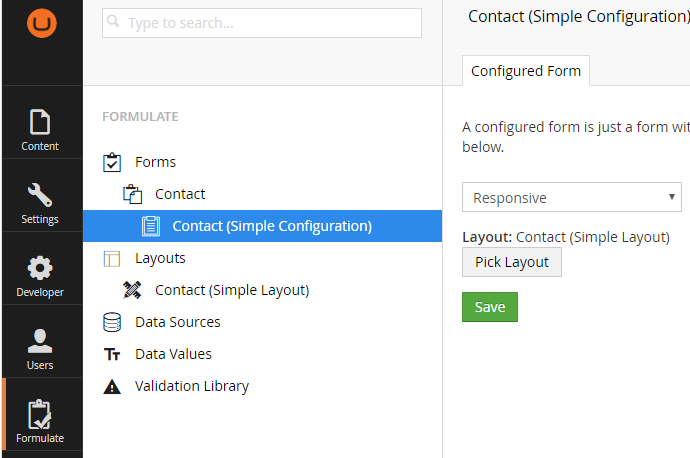 Content
Settings
Developer
Users
Formulate
Type to search...
FORMULATE
Forms
Contact
Contact (Simple Configuration)
Layouts
Contact (Simple Layout)
Data Sources
Data Values
Validation Library
Contact (Simple Configuration)
Configured Form
A configured form is just a form wit
below.
Responsive
Layout: Contact (Simple Layout)
Pick Layout
Save